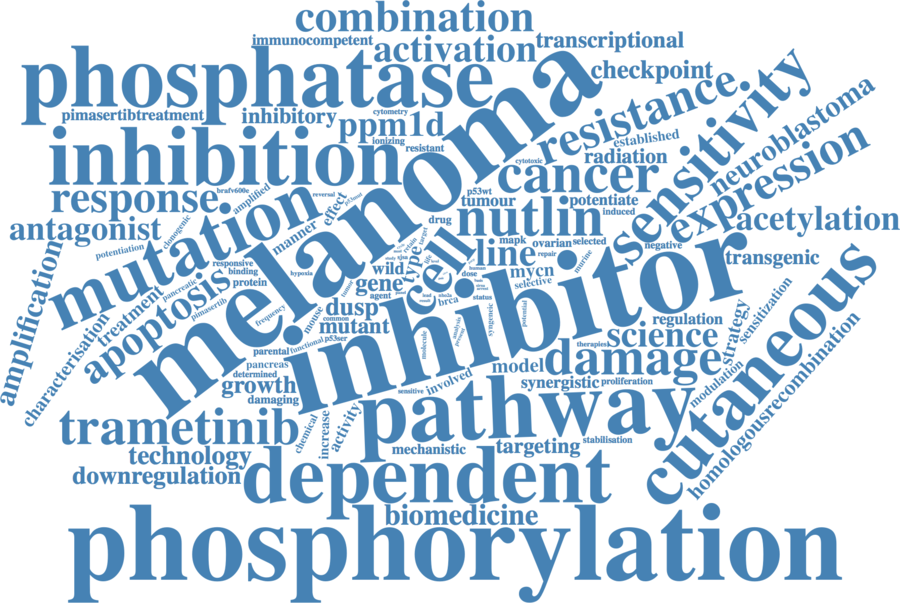 combination
immunocompetent
activation
transcriptional
phosphatase
checkpoint
melanoma
pimasertibtreatment
inhibitory
cytometry
ppm1d
ionizing
resistant
resistance
established
sensitivity
neuroblastoma
inhibition
cytotoxic
radiation
cancer
response
brafv600e
amplified
reversal
effect
p53wt
tumour
potentiate
expression
antagonist
clonogenic
mutation
manner
drug
nutlin
induced
acetylation
potentiation
responsive
binding
protein
hypoxia
wild
type
cell
line
mapk
ovarian
selected
negative
repair
transgenic
amplification
pancreatic
pimasertib
apoptosis
treatment
characterisation
gene
agent
dose
human
mycn
selective
murine
inhibitor
frequency
mouse
dusp
common
mutant
brca
status
syngeneic
potential
cutaneous
parental
functional
p53ser
molecule
analysis
therapies
science
regulation
strategy
sensitization
pancreas
determined
growth
damaging
sensitive
involved
model
damage
synergistic
proliferation
modulation
homologousrecombination
trametinib
chemical
increase
activity
pathway
mechanistic
targeting
stabilisation
technology
downregulation
dependent
biomedicine
phosphorylation